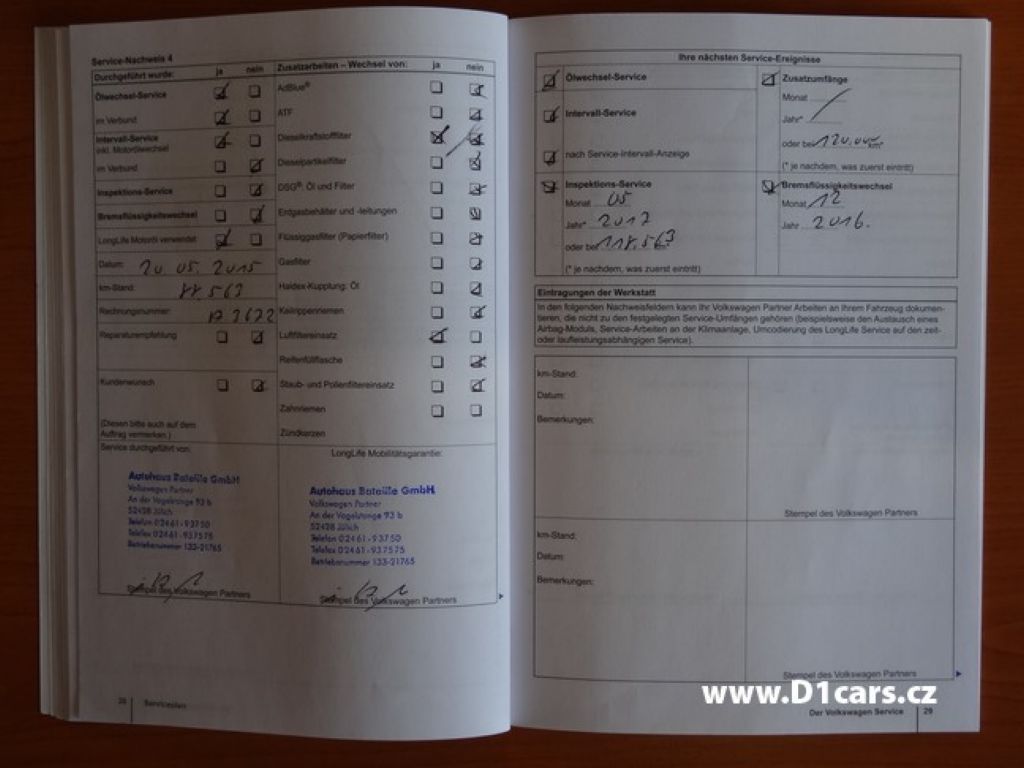 Service-Nachweis 4
Durchgeführt wurde: ja nein
Ölwechsel-Service
im Verbund
Intervall-Service
inkl. Motorölwechsel
im Verbund
Inspektions-Service
Bremsflüssigkeitswechsel
LongLife Motoröl verwendet
Datum: 20. 05. 2015
km-Stand: 88 563
Rechnungsnummer:
Reparaturempfehlung
Kundenwunsch
(Diesen bitte auch auf dem
Auftrag vermerken.)
Zusatzarbeiten – Wechsel von: ja nein
AdBlue®
ATF
Dieselkraftstofffilter
Dieselpartikelfilter
DSG® Öl und Filter
Erdgasbehälter und -leitungen
Flüssiggasfilter (Papierfilter)
Gasfilter
Haldex-Kupplung: Öl
Keilrippenriemen
Luftfiltereinsatz
Reifenfüllflasche
Staub- und Pollenfiltereinsatz
Zahnriemen
Zündkerzen
Service durchgeführt von:
Autohaus Bataille GmbH
Volkswagen Partner
An der Vogelstange 93 b
52428 Jülich
Telefon 02461-93750
Telefax 02461-937575
Betriebsnummer 133-21765
Stempel des Volkswagen Partners
LongLife Mobilitätsgarantie:
Autohaus Bataille GmbH
Volkswagen Partner
An der Vogelstange 93 b
52428 Jülich
Telefon 02461-93750
Telefax 02461-937575
Betriebsnummer 133-21765
Stempel des Volkswagen Partners
28 Serviceplan
Ihre nächsten Service-Ereignisse
Ölwechsel-Service
Intervall-Service
nach Service-Intervall-Anzeige
Zusatzumfänge
Monat
Jahr*
oder bei 120.000 km*
(* je nachdem, was zuerst eintritt)
Inspektions-Service
Monat 05
Jahr* 2017
oder bei 118.563 km*
(* je nachdem, was zuerst eintritt)
Bremsflüssigkeitswechsel
Monat 12
Jahr 2016.
Eintragungen der Werkstatt
In den folgenden Nachweisfeldern kann Ihr Volkswagen Partner Arbeiten an Ihrem Fahrzeug dokumen-
tieren, die nicht zu den festgelegten Service-Umfängen gehören (beispielsweise den Austausch eines
Airbag-Moduls, Service-Arbeiten an der Klimaanlage, Umcodierung des LongLife Service auf den zeit-
oder laufleistungsabhängigen Service).
km-Stand:
Datum:
Bemerkungen:
Stempel des Volkswagen Partners
km-Stand:
Datum:
Bemerkungen:
Stempel des Volkswagen Partners
www.D1cars.cz
Der Volkswagen Service 29